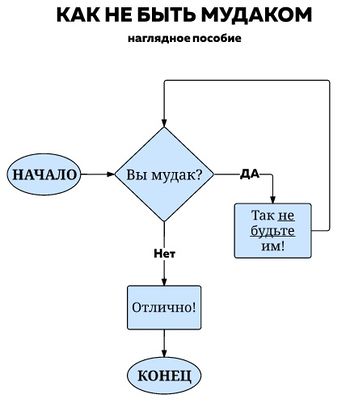 КАК НЕ БЫТЬ МУДАКОМ
наглядное пособие
НАЧАЛО
Вы мудак?
ДА
Так не
будьте
им!
Нет
Отлично!
КОНЕЦ